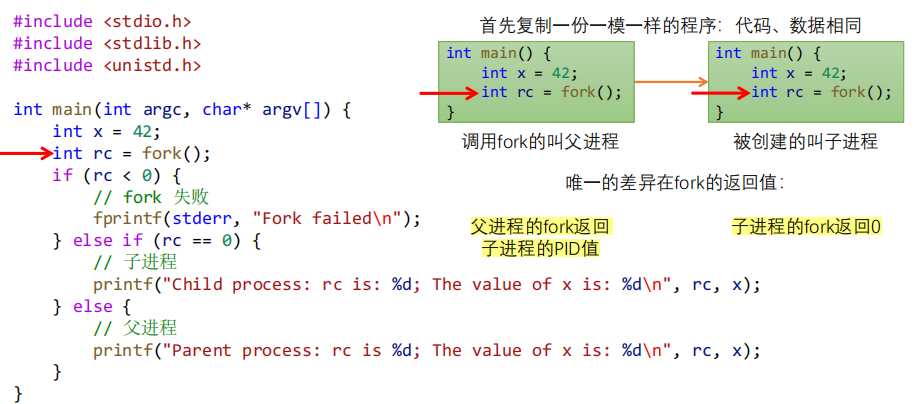 #include <stdio.h>
#include <stdlib.h>
#include <unistd.h>
int main(int argc, char* argv[]) {
    int x = 42;
    int rc = fork();
    if (rc < 0) {
        // fork 失败
        fprintf(stderr, "Fork failed\n");
    } else if (rc == 0) {
        // 子进程
        printf("Child process: rc is: %d; The value of x is: %d\n", rc, x);
    } else {
        // 父进程
        printf("Parent process: rc is %d; The value of x is: %d\n", rc, x);
    }
}
首先复制一份一模一样的程序：代码、数据相同
int main() {
    int x = 42;
    int rc = fork();
}
调用fork的叫父进程
int main() {
    int x = 42;
    int rc = fork();
}
被创建的叫子进程
唯一的差异在fork的返回值：
父进程的fork返回
子进程的PID值
子进程的fork返回0